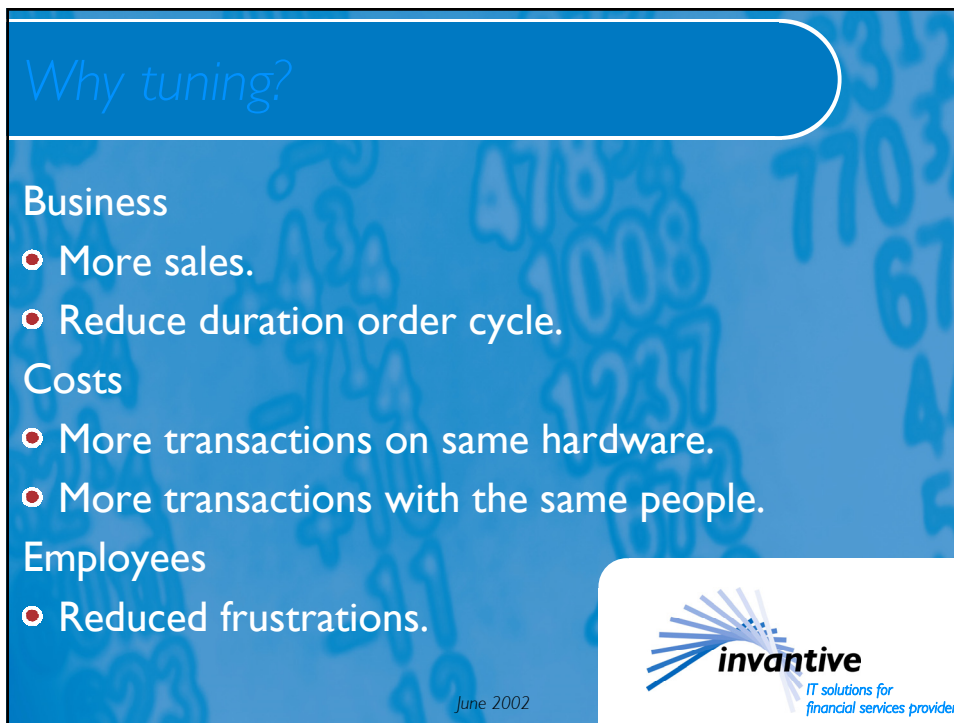 Why tuning?
Business
More sales.
Reduce duration order cycle.
Costs
More transactions on same hardware.
More transactions with the same people.
Employees
Reduced frustrations.
June 2002
invantive
IT solutions for
financial services provider